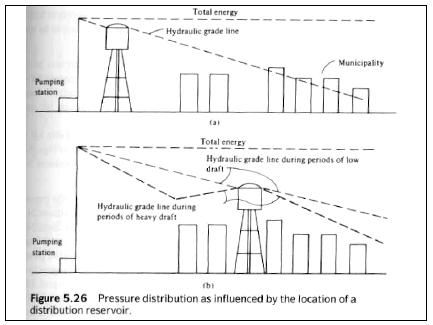 Total energy
Hydraulic grade line
Municipality
Pumping
station
(a)
Total energy
Hydraulic grade line during periods of low
draft
Hydraulic grade line during
periods of heavy draft
Pumping
station
(b)
Figure 5.26 Pressure distribution as influenced by the location of a
distribution reservoir.